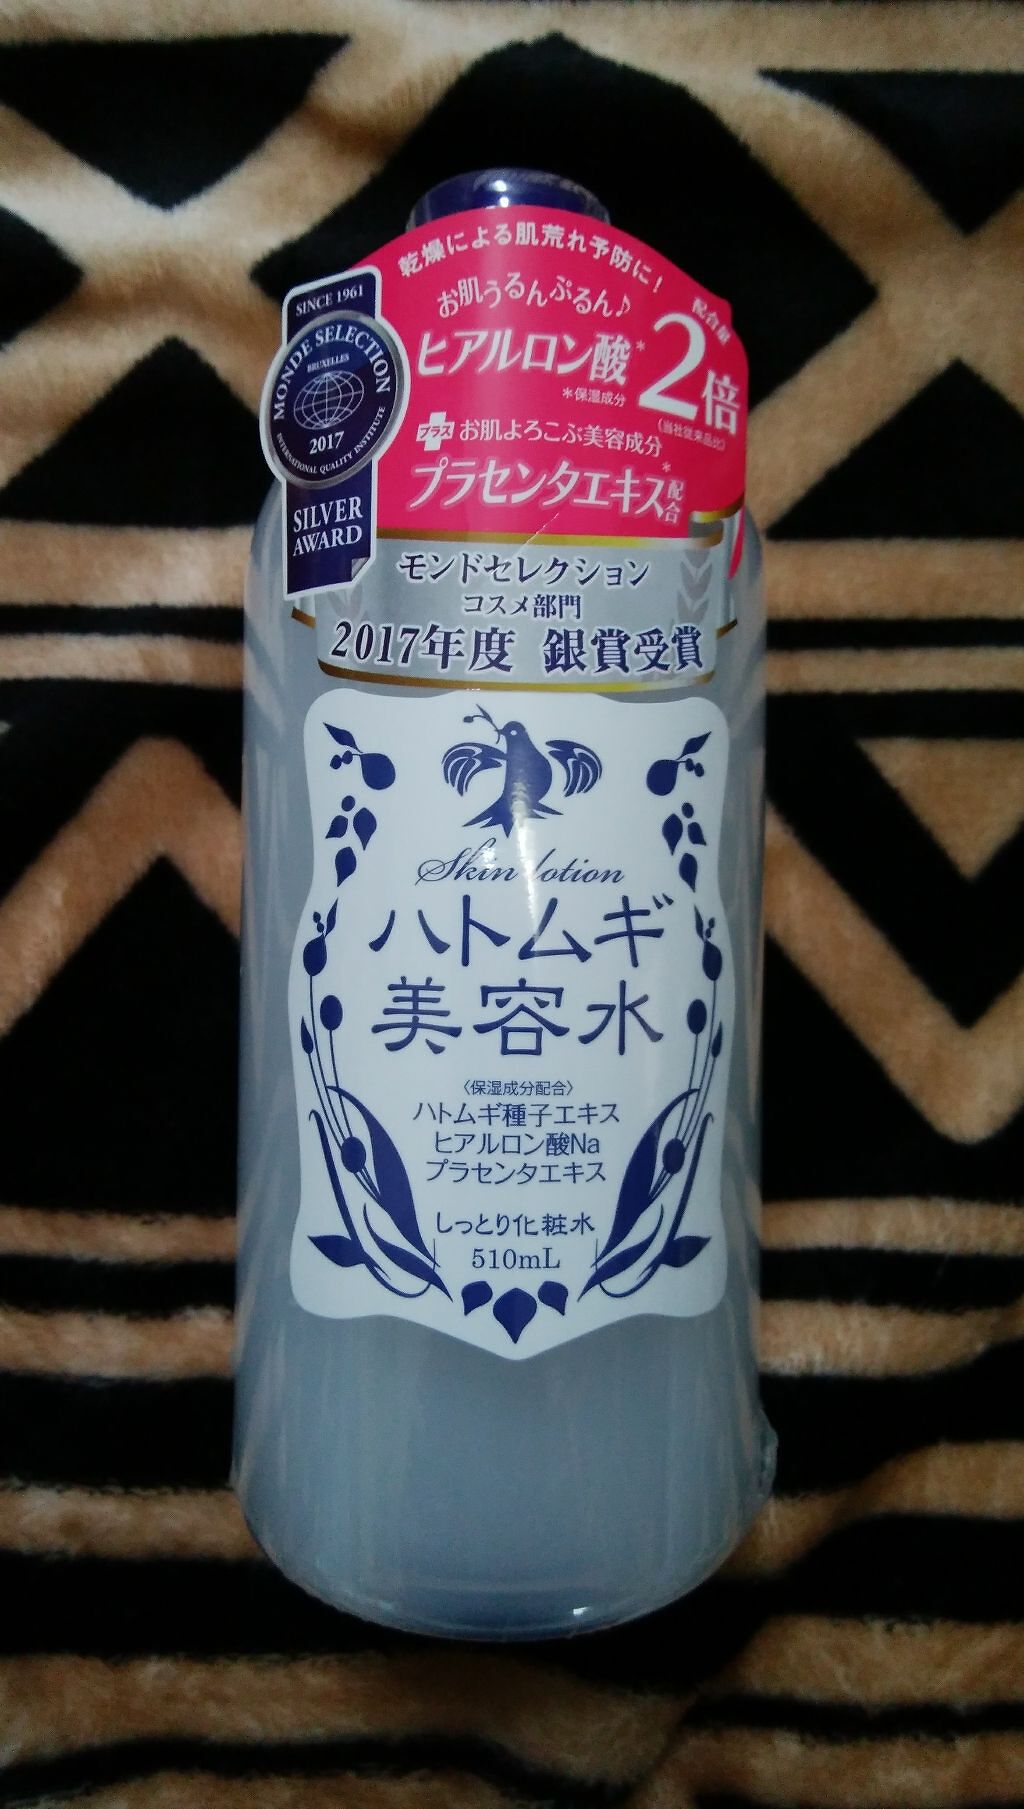 乾燥による肌荒れ予防に!
お肌うるんぷるん♪
ヒアルロン酸*
*保湿成分
配合量
2倍
(当社従来品比)
プラス お肌よろこぶ美容成分
プラセンタエキス*配合
SINCE 1961
MONDE SELECTION
BRUXELLES
2017
INTERNATIONAL QUALITY INSTITUTE
SILVER
AWARD
モンドセレクション
コスメ部門
2017年度 銀賞受賞
Skin lotion
ハトムギ
美容水
〈保湿成分配合〉
ハトムギ種子エキス
ヒアルロン酸Na
プラセンタエキス
しっとり化粧水
510mL